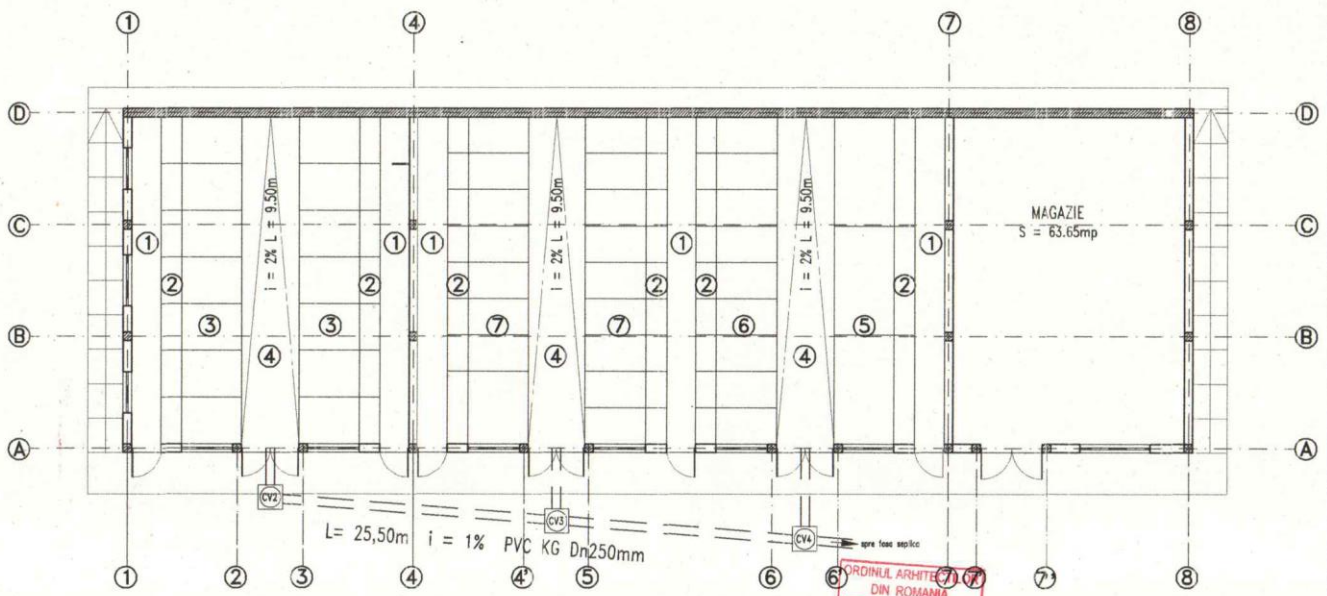 1 4 7 8
D D
i = 2% L = 9.50m i = 2% L = 9.50m i = 2% L = 9.50m
MAGAZIE
S = 63.65mp
C C
1 1 1 1 1
2 2 2 2 2 2
3 3 7 7 6 5
B B
4 4 4
A A
CV2 CV3 CV4
L= 25,50m i = 1% PVC KG Dn250mm
spre fosa septica
ORDINUL ARHITECTILOR
DIN ROMANIA
1 2 3 4 4' 5 6 6' 7 7' 7'' 8